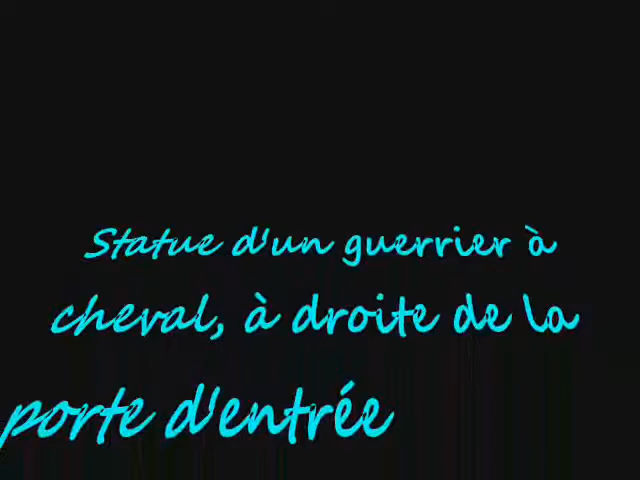 Statue d'un guerrier à
cheval, à droite de la
porte d'entrée